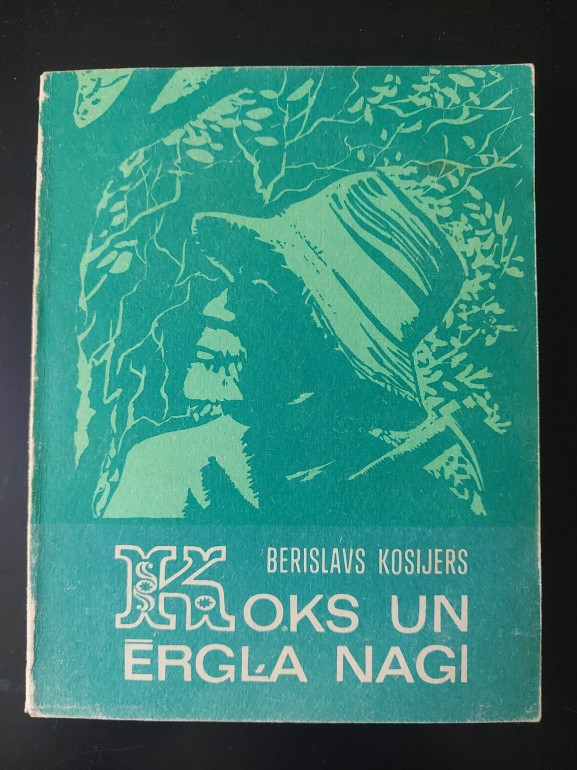 BERISLAVS KOSIJERS
KOKS UN
ĒRGĻA NAGI